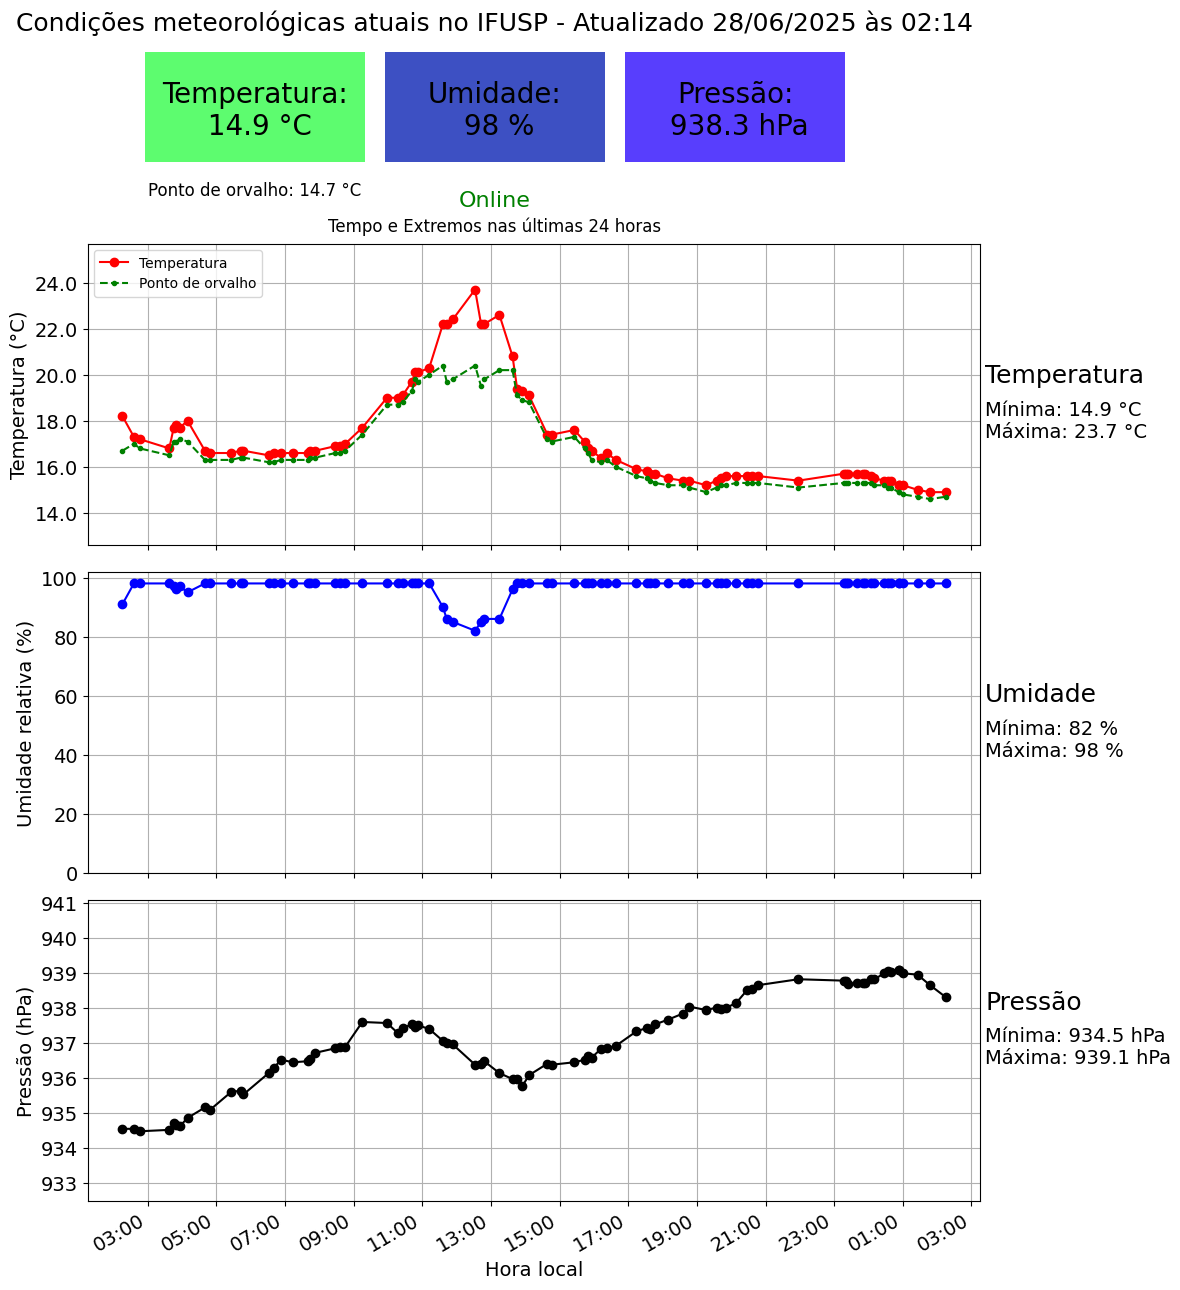 Condições meteorológicas atuais no IFUSP - Atualizado 28/06/2025 às 02:14
Temperatura:
14.9 °C
Umidade:
98 %
Pressão:
938.3 hPa
Ponto de orvalho: 14.7 °C
Online
Tempo e Extremos nas últimas 24 horas
Temperatura
Ponto de orvalho
Temperatura (°C)
24.0
22.0
20.0
18.0
16.0
14.0
Temperatura
Mínima: 14.9 °C
Máxima: 23.7 °C
Umidade relativa (%)
100
80
60
40
20
0
Umidade
Mínima: 82 %
Máxima: 98 %
Pressão (hPa)
941
940
939
938
937
936
935
934
933
Pressão
Mínima: 934.5 hPa
Máxima: 939.1 hPa
03:00 05:00 07:00 09:00 11:00 13:00 15:00 17:00 19:00 21:00 23:00 01:00 03:00
Hora local